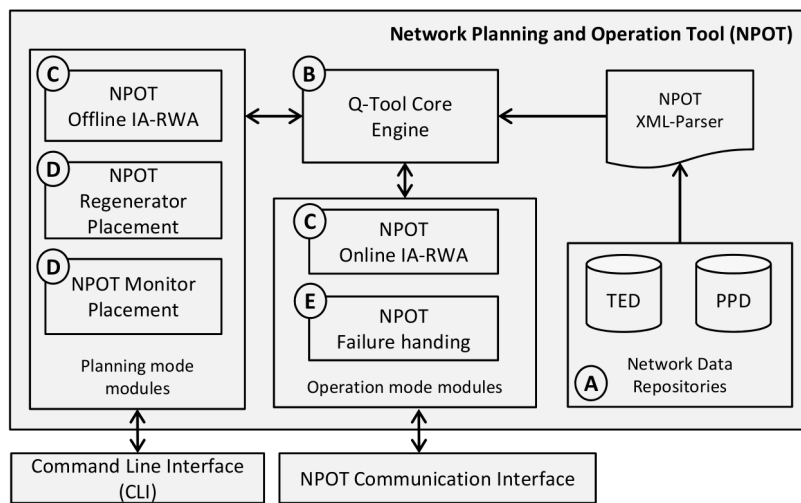 Network Planning and Operation Tool (NPOT)
C
NPOT
Offline IA-RWA
D
NPOT
Regenerator
Placement
D
NPOT Monitor
Placement
Planning mode
modules
B
Q-Tool Core
Engine
C
NPOT
Online IA-RWA
E
NPOT
Failure handing
Operation mode modules
NPOT
XML-Parser
TED
PPD
A
Network Data
Repositories
Command Line Interface
(CLI)
NPOT Communication Interface